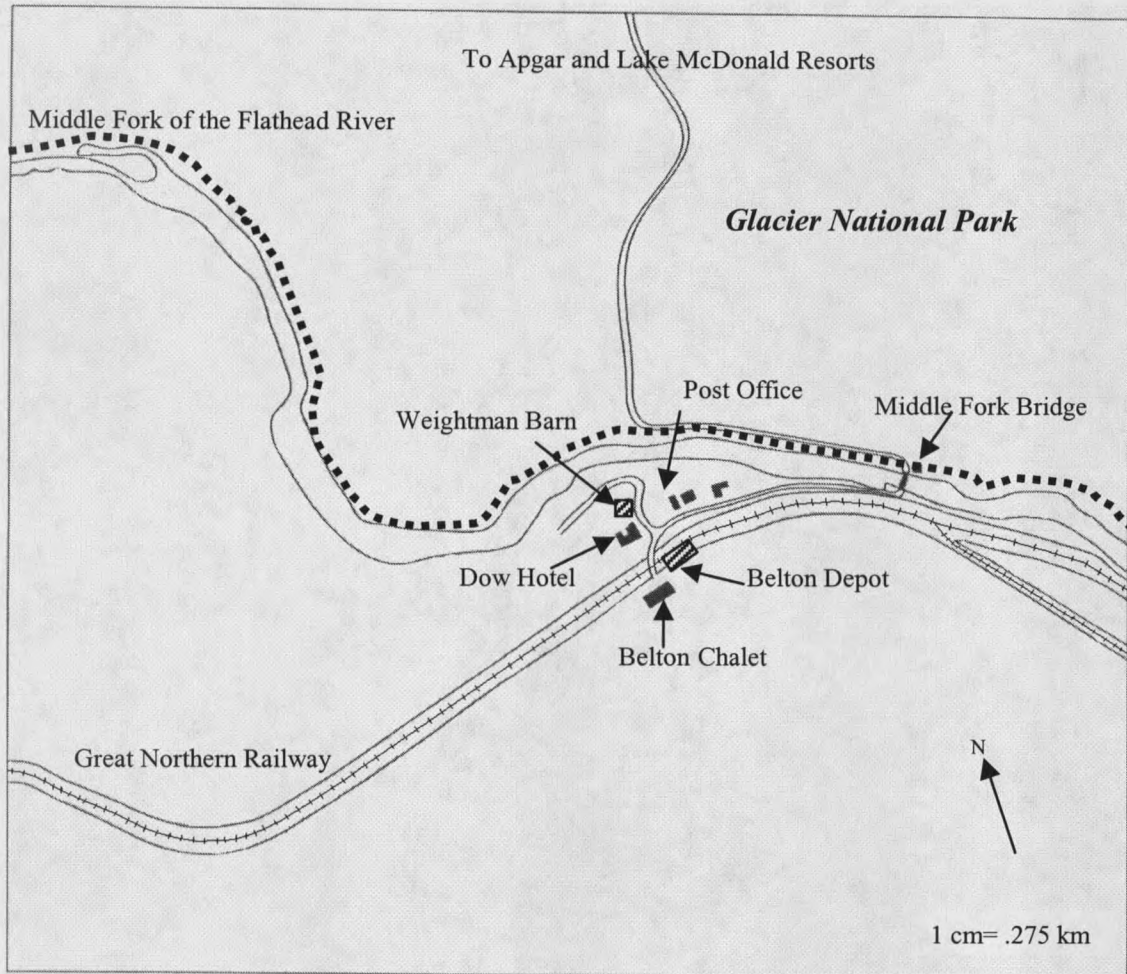 To Apgar and Lake McDonald Resorts
Middle Fork of the Flathead River
Glacier National Park
Post Office
Weightman Barn
Middle Fork Bridge
Dow Hotel
Belton Depot
Belton Chalet
Great Northern Railway
N
1 cm= .275 km